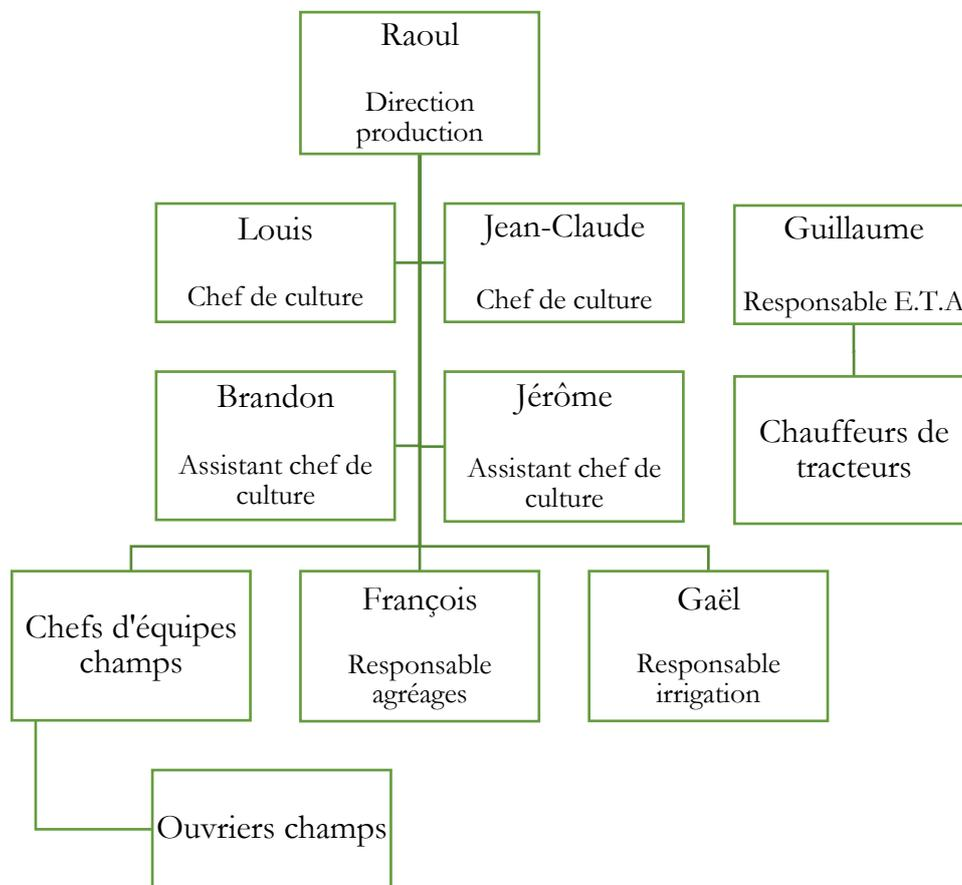 Raoul
Direction
production
Louis
Chef de culture
Jean-Claude
Chef de culture
Guillaume
Responsable E.T.A
Brandon
Assistant chef de
culture
Jérôme
Assistant chef de
culture
Chauffeurs de
tracteurs
Chefs d'équipes
champs
François
Responsable
agréages
Gaël
Responsable
irrigation
Ouvriers champs